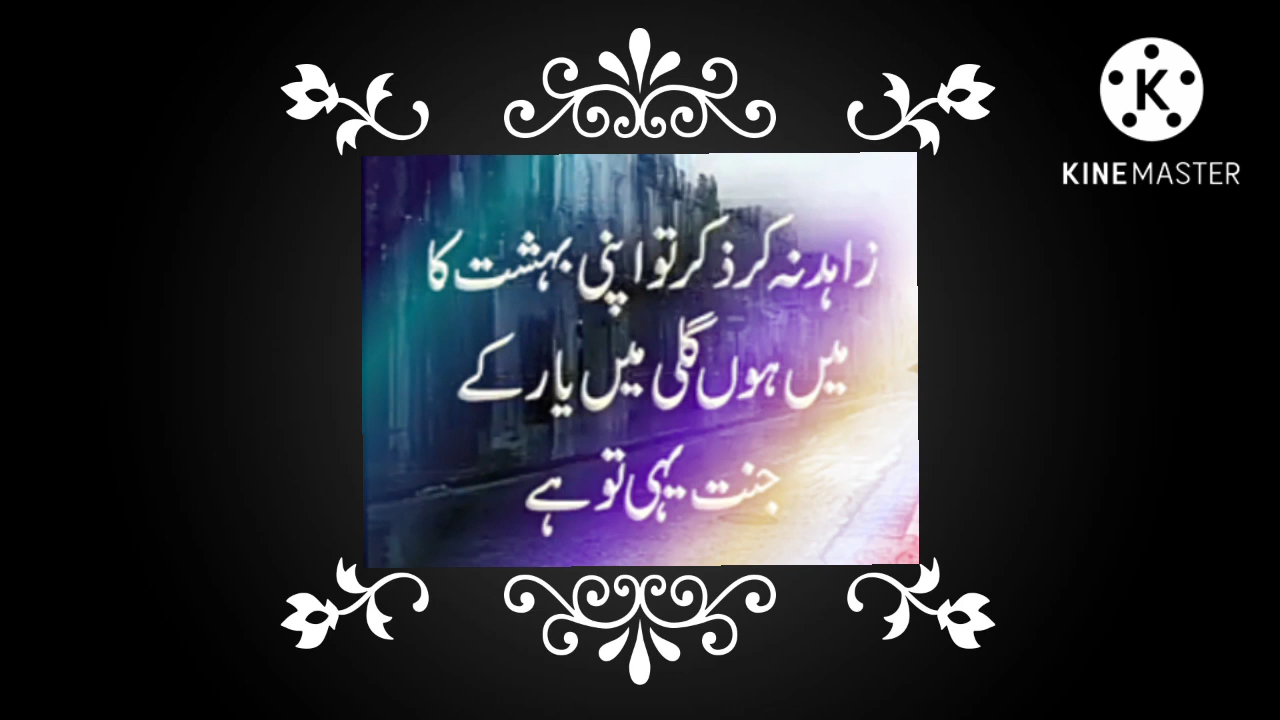 KINEMASTER
زاہد نہ کر ذکر تو اپنی بہشت کا
میں ہوں گلی میں یار کے
جنت یہی تو ہے